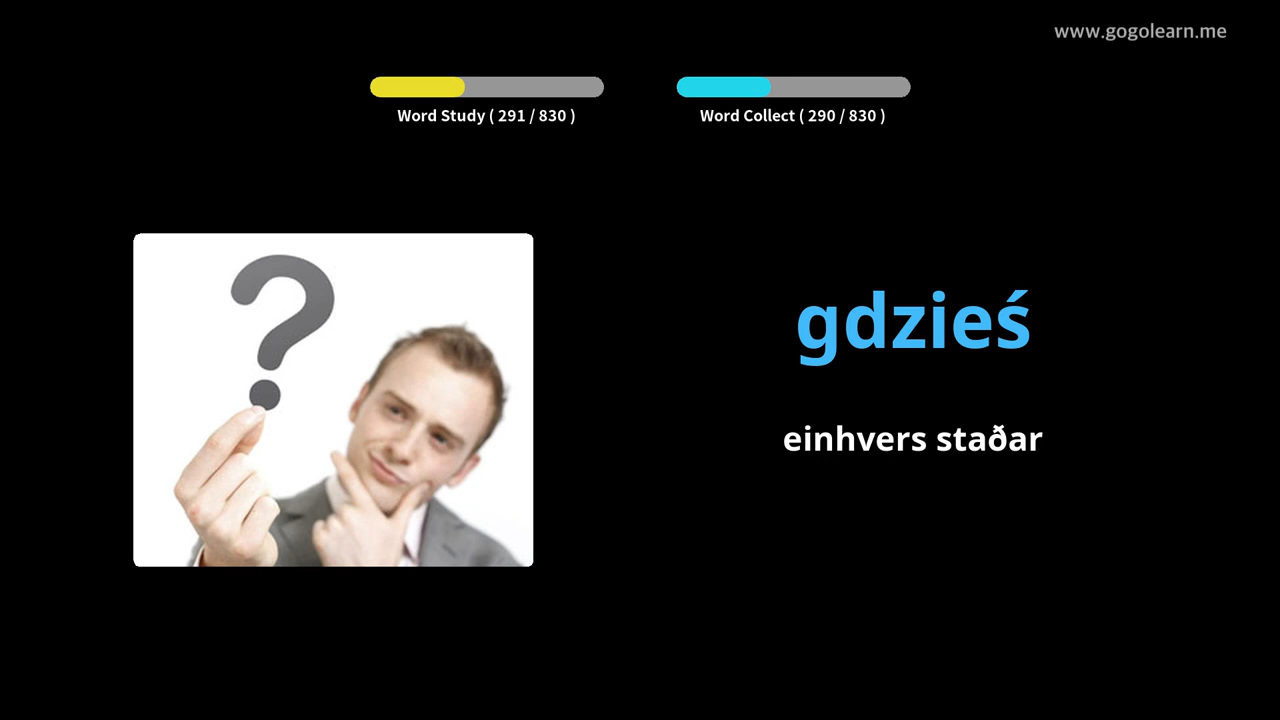 www.gogolearn.me
Word Study ( 291 / 830 )
Word Collect ( 290 / 830 )
?
gdzieś
einhvers staðar